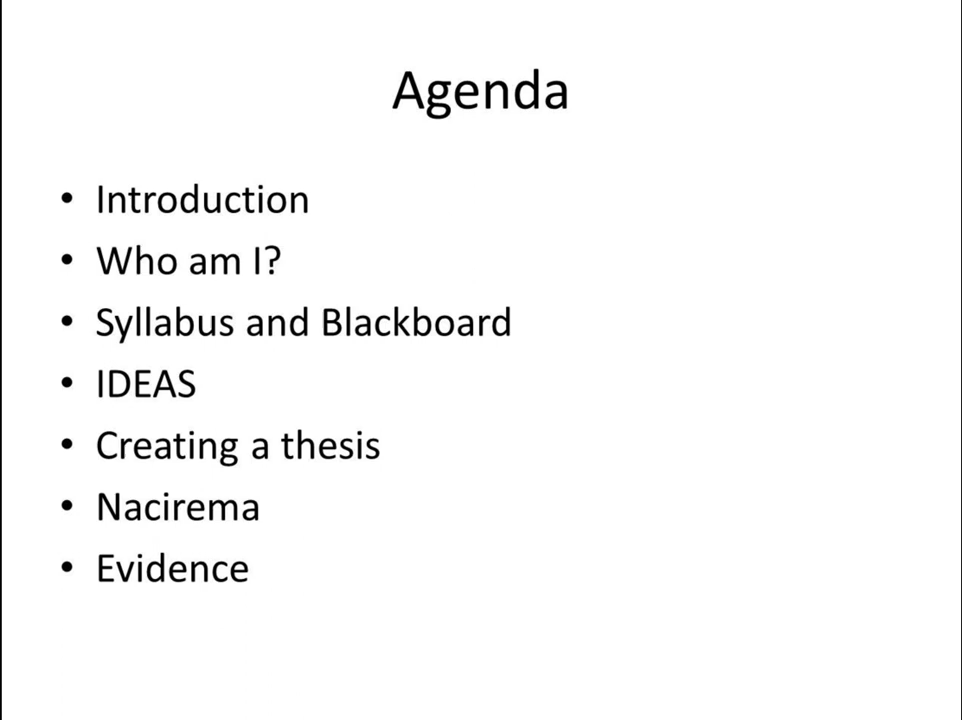 Agenda
• Introduction
• Who am I?
• Syllabus and Blackboard
• IDEAS
• Creating a thesis
• Nacirema
• Evidence